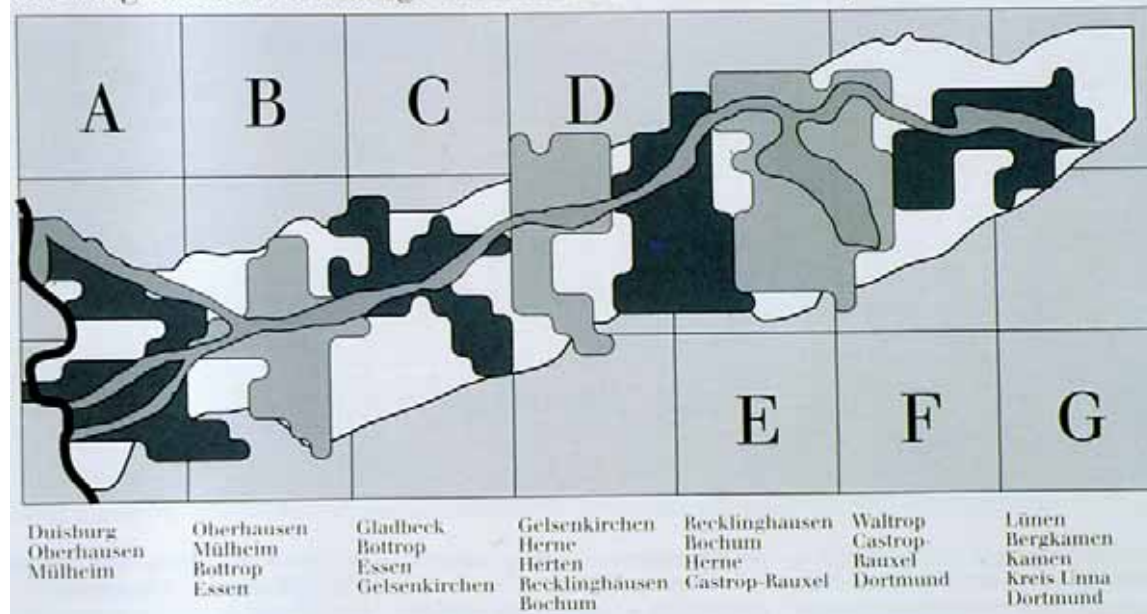 A
B
C
D
E
F
G
Duisburg
Oberhausen
Mülheim
Oberhausen
Mülheim
Bottrop
Essen
Gladbeck
Bottrop
Essen
Gelsenkirchen
Gelsenkirchen
Herne
Herten
Recklinghausen
Bochum
Recklinghausen
Bochum
Herne
Castrop-Rauxel
Waltrop
Castrop-
Rauxel
Dortmund
Lünen
Bergkamen
Kamen
Kreis Unna
Dortmund